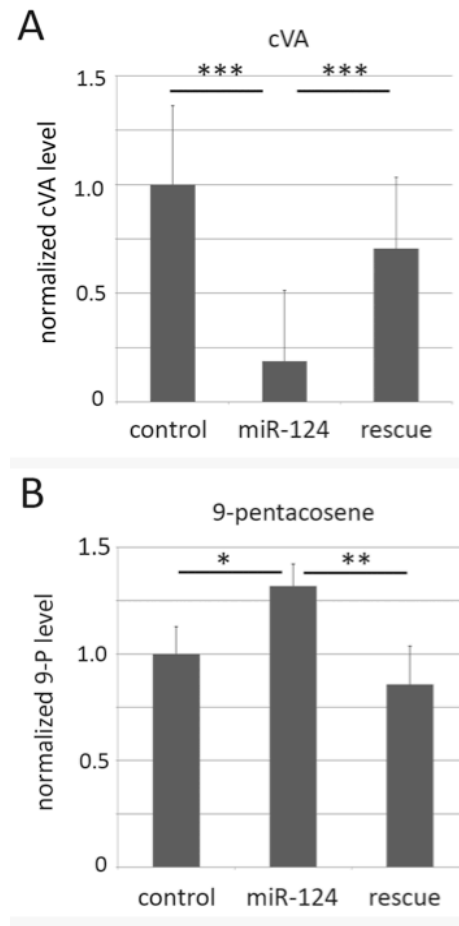 A
cVA
*** ***
normalized cVA level
1.5
1.0
0.5
0
control miR-124 rescue
B
9-pentacosene
* **
normalized 9-P level
1.5
1.0
0.5
0
control miR-124 rescue